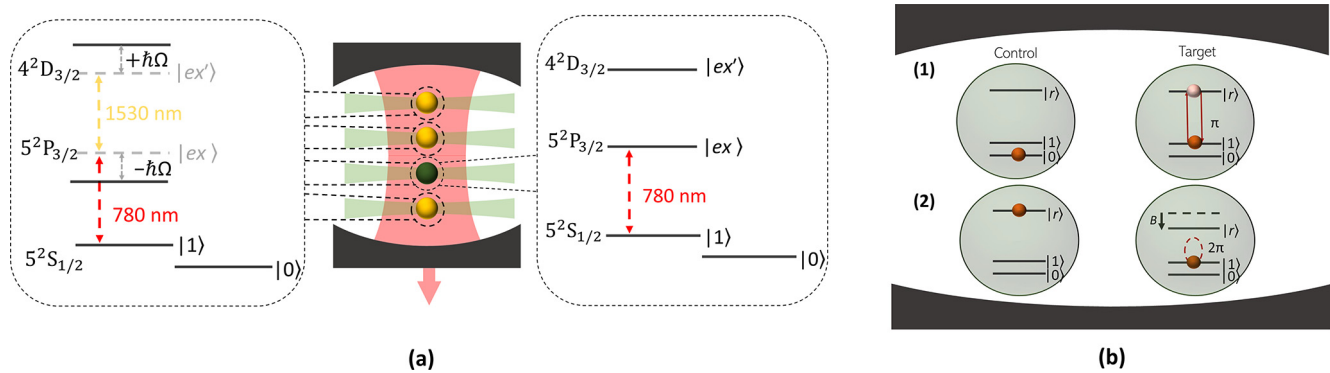 4²D₃/₂
+ℏΩ
|ex′⟩
1530 nm
5²P₃/₂
|ex ⟩
−ℏΩ
780 nm
|1⟩
5²S₁/₂
|0⟩
4²D₃/₂
|ex′⟩
5²P₃/₂
|ex ⟩
780 nm
5²S₁/₂
|1⟩
|0⟩
(a)
Control
Target
(1)
|r⟩
|1⟩
|0⟩
|r⟩
π
|1⟩
|0⟩
(2)
|r⟩
|1⟩
|0⟩
B
|r⟩
2π
|1⟩
|0⟩
(b)